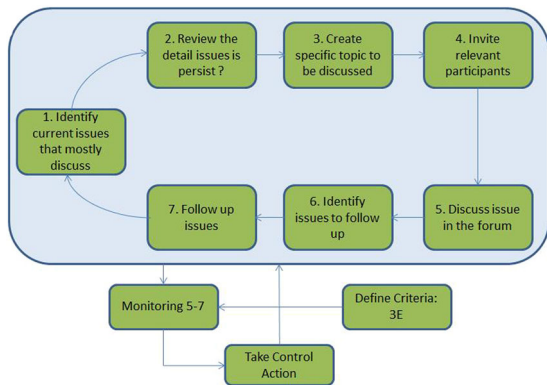 2. Review the
detail issues is
persist ?
3. Create
specific topic to
be discussed
4. Invite
relevant
participants
1. Identify
current issues
that mostly
discuss
7. Follow up
issues
6. Identify
issues to follow
up
5. Discuss issue
in the forum
Monitoring 5-7
Define Criteria:
3E
Take Control
Action